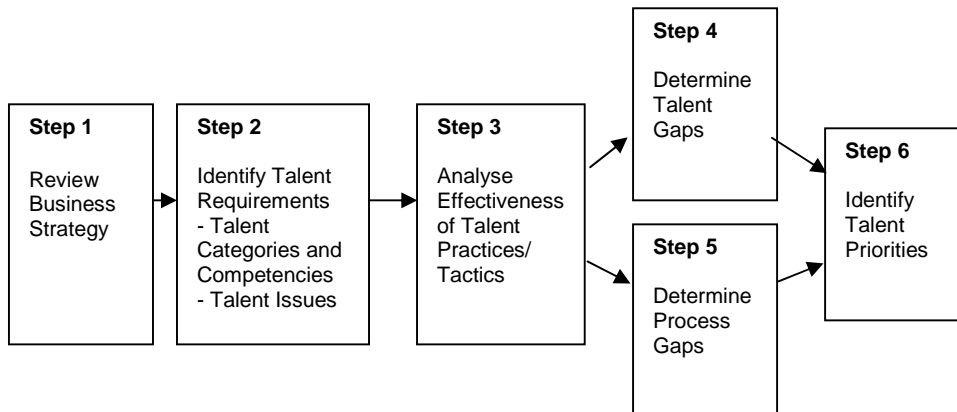 Step 1
Review
Business
Strategy
Step 2
Identify Talent
Requirements
- Talent
Categories and
Competencies
- Talent Issues
Step 3
Analyse
Effectiveness
of Talent
Practices/
Tactics
Step 4
Determine
Talent
Gaps
Step 5
Determine
Process
Gaps
Step 6
Identify
Talent
Priorities